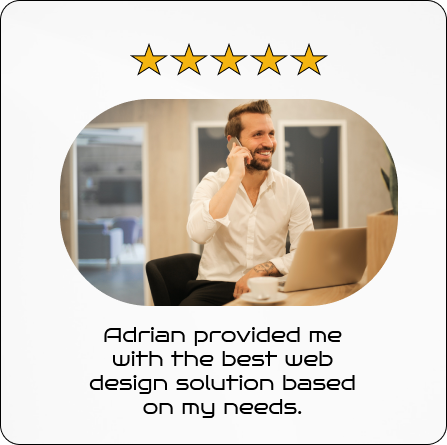 Adrian provided me
with the best web
design solution based
on my needs.